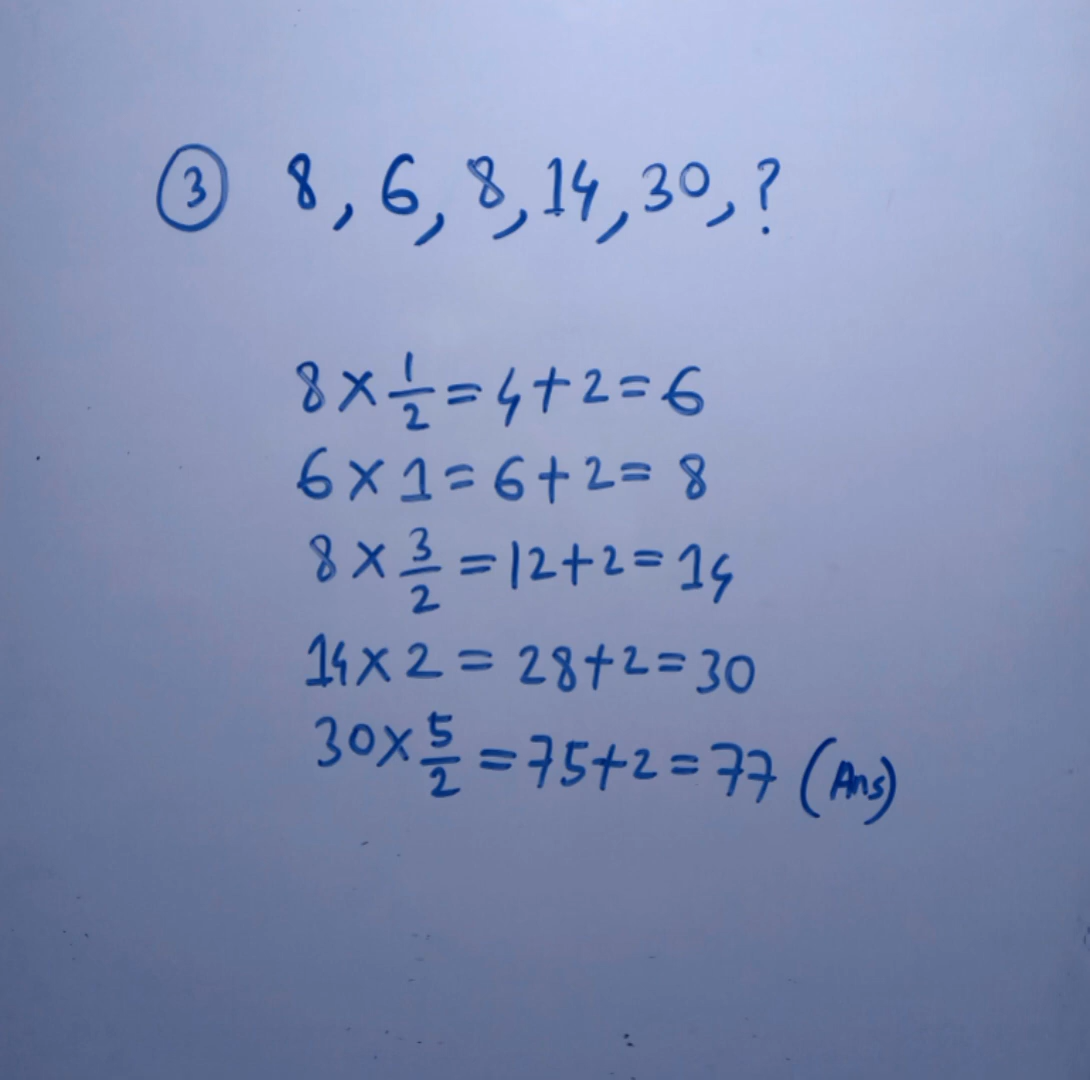 ③ 8, 6, 8, 14, 30, ?
8 × 1/2 = 4 + 2 = 6
6 × 1 = 6 + 2 = 8
8 × 3/2 = 12 + 2 = 14
14 × 2 = 28 + 2 = 30
30 × 5/2 = 75 + 2 = 77 (Ans)